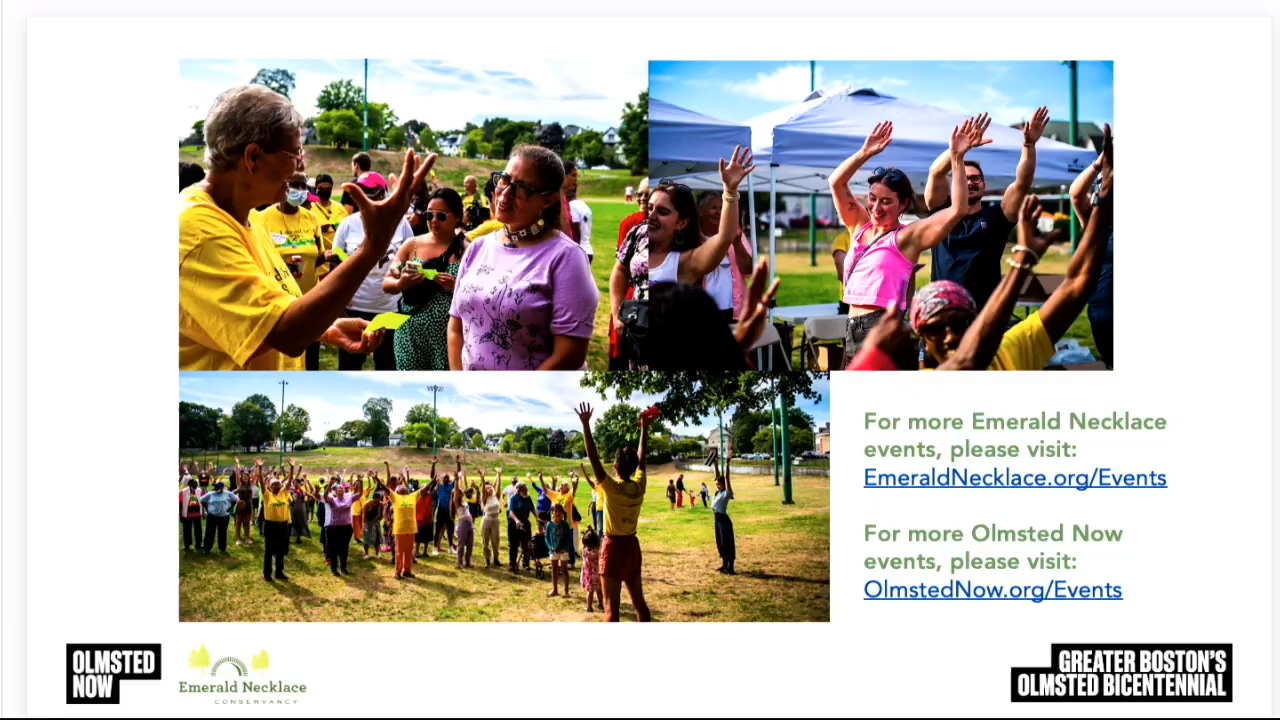 For more Emerald Necklace
events, please visit:
EmeraldNecklace.org/Events
For more Olmsted Now
events, please visit:
OlmstedNow.org/Events
OLMSTED
NOW
Emerald Necklace
CONSERVANCY
GREATER BOSTON'S
OLMSTED BICENTENNIAL